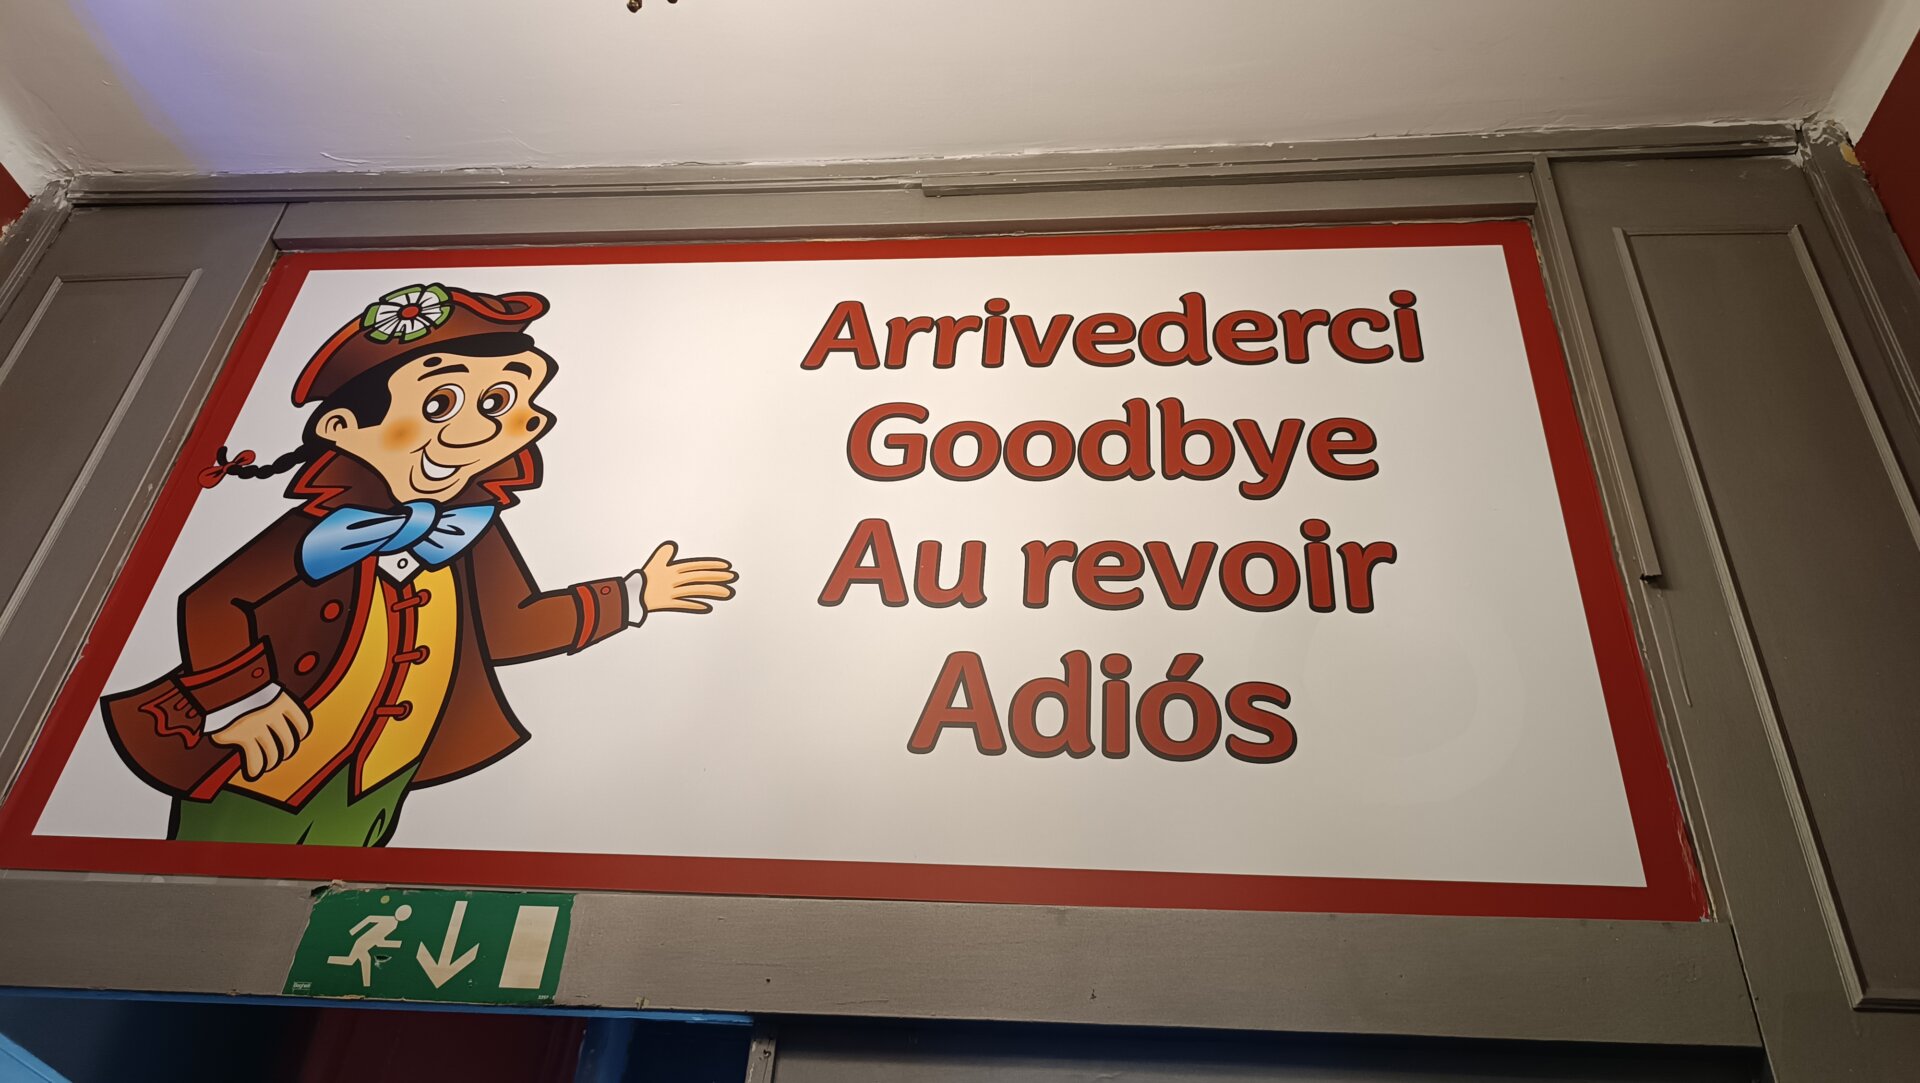 Arrivederci
Goodbye
Au revoir
Adiós